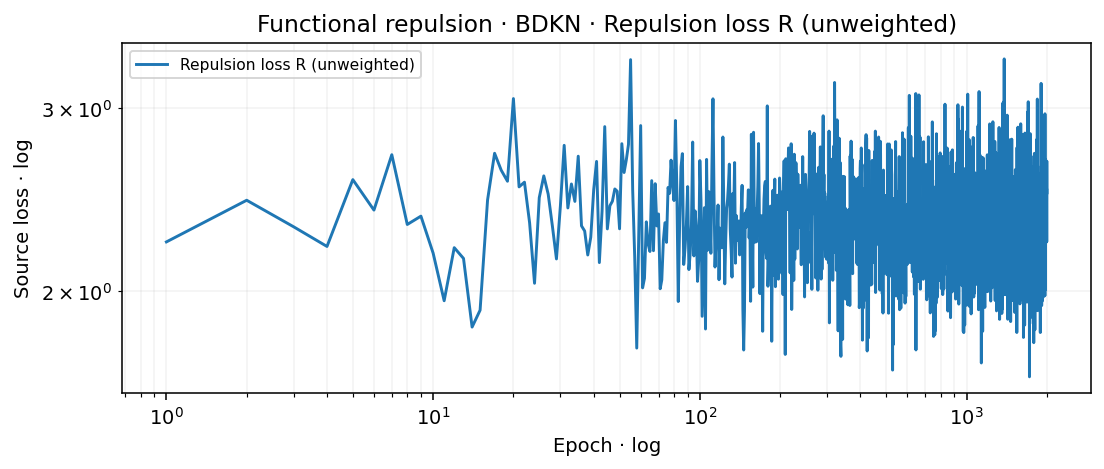 Functional repulsion · BDKN · Repulsion loss R (unweighted)
Repulsion loss R (unweighted)
Source loss · log
3 × 10⁰
2 × 10⁰
10⁰ 10¹ 10² 10³
Epoch · log